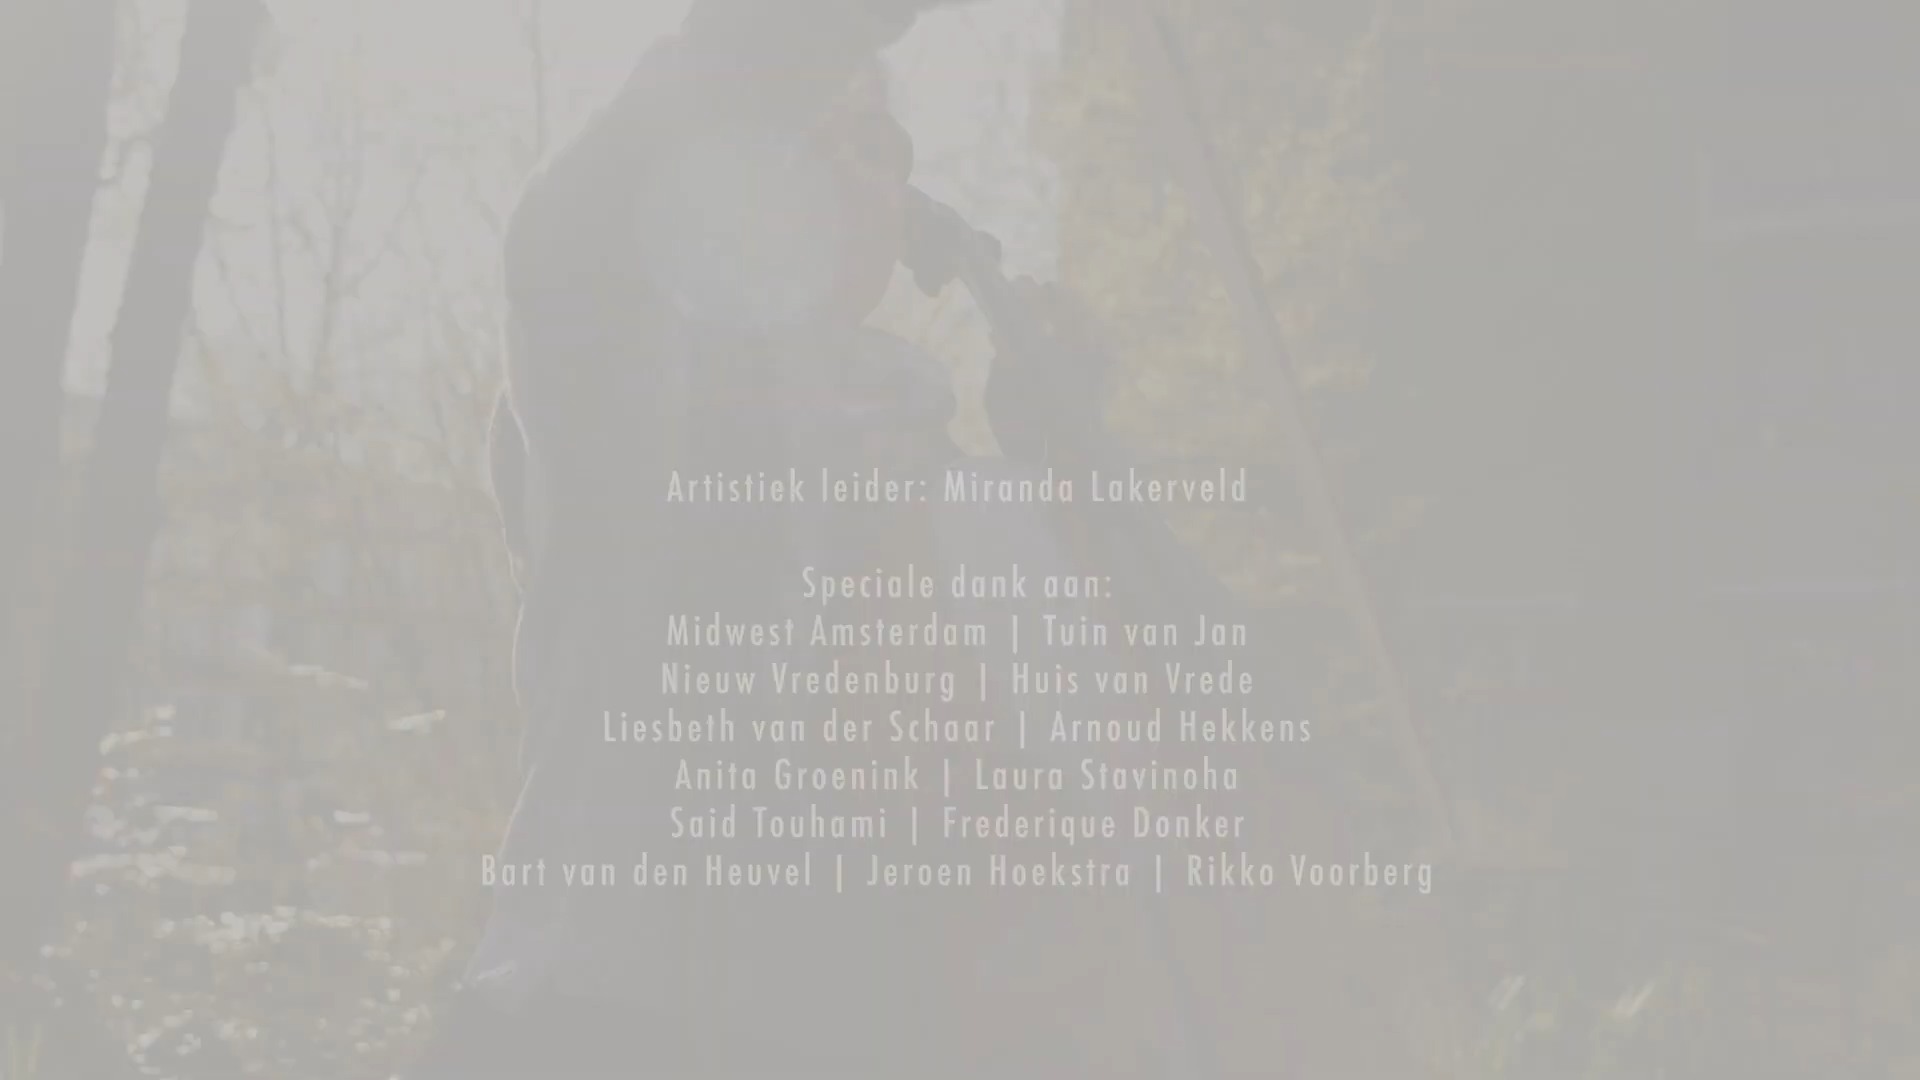 Artistiek leider: Miranda Lakerveld
Speciale dank aan:
Midwest Amsterdam | Tuin van Jan
Nieuw Vredenburg | Huis van Vrede
Liesbeth van der Schaar | Arnoud Hekkens
Anita Groenink | Laura Stavinoha
Said Touhami | Frederique Donker
Bart van den Heuvel | Jeroen Hoekstra | Rikko Voorberg